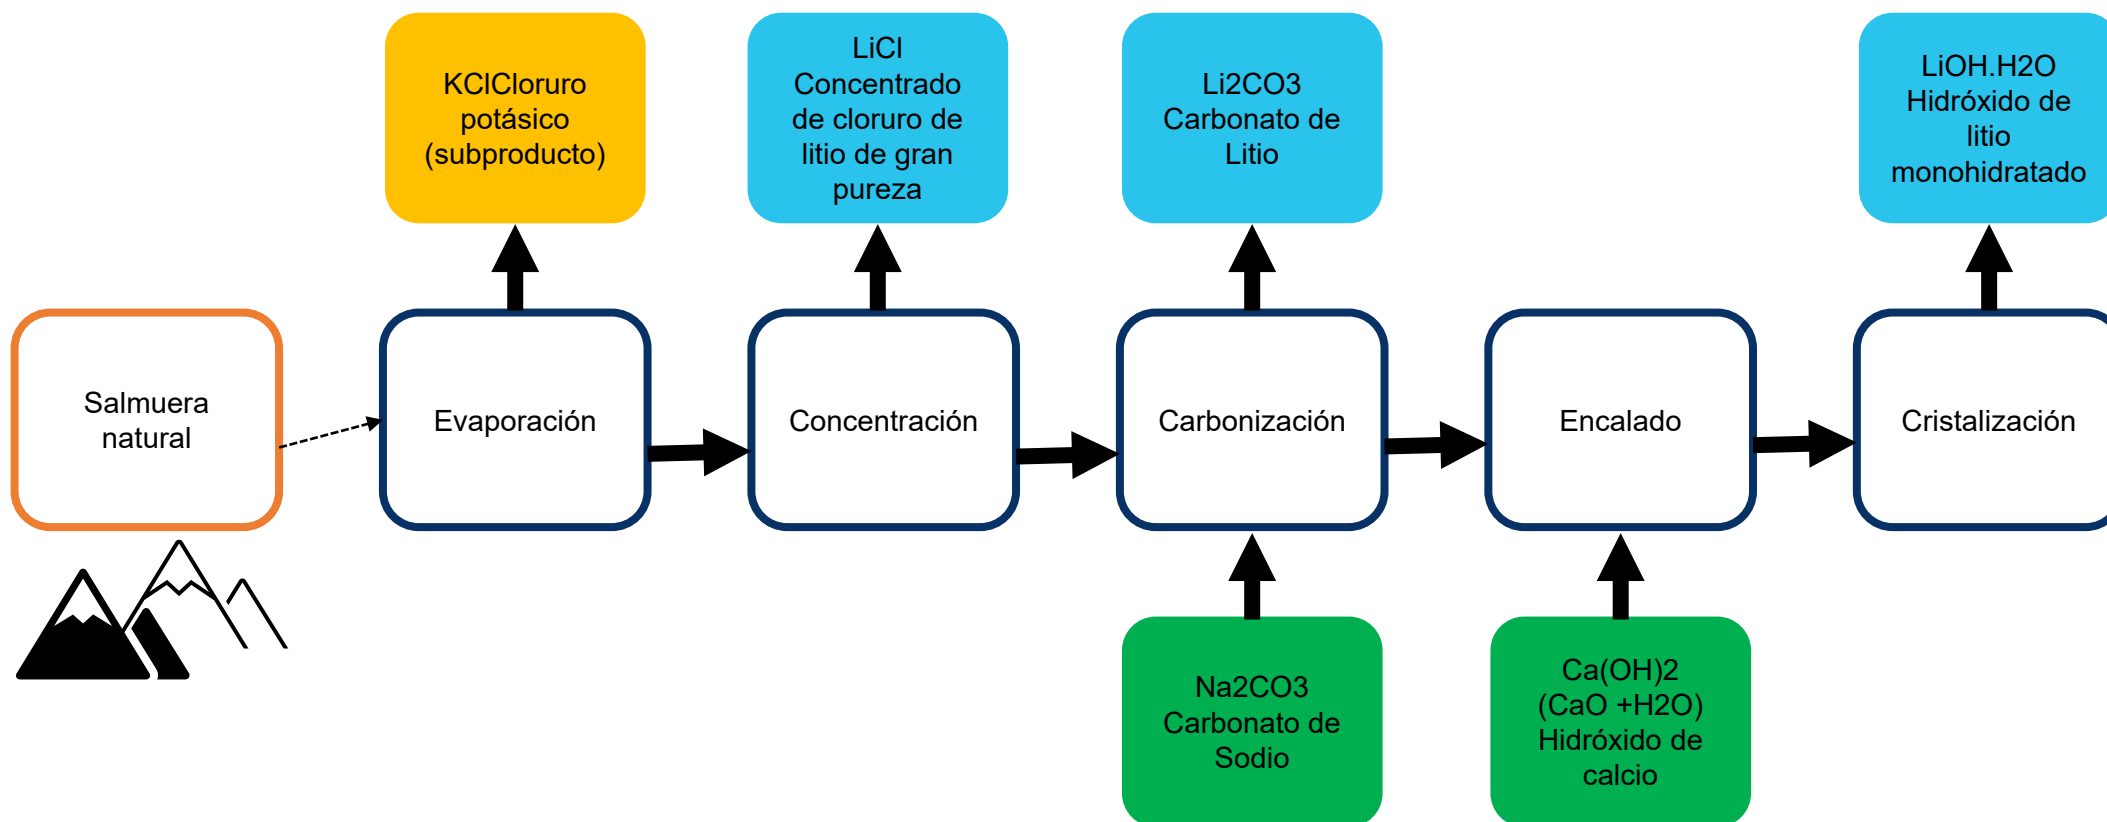 KClCloruro
potásico
(subproducto)
LiCl
Concentrado
de cloruro de
litio de gran
pureza
Li2CO3
Carbonato de
Litio
LiOH.H2O
Hidróxido de
litio
monohidratado
Salmuera
natural
Evaporación
Concentración
Carbonización
Encalado
Cristalización
Na2CO3
Carbonato de
Sodio
Ca(OH)2
(CaO +H2O)
Hidróxido de
calcio